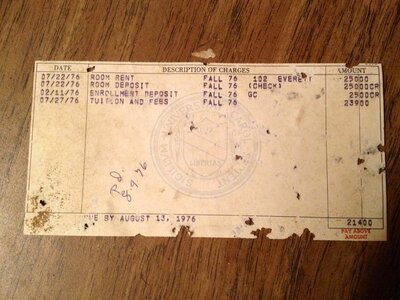 DATE DESCRIPTION OF CHARGES AMOUNT
07/22/76 ROOM RENT FALL 76 102 EVERETT 25000
07/22/76 ROOM DEPOSIT FALL 76 (CHECK) 25000CR
02/11/76 ENROLLMENT DEPOSIT GC 2500CR
07/27/76 TUITION AND FEES FALL 76 23900
LIBERTAS
Pd.
8-9-76
DUE BY AUGUST 13, 1976 21400
PAY ABOVE
AMOUNT